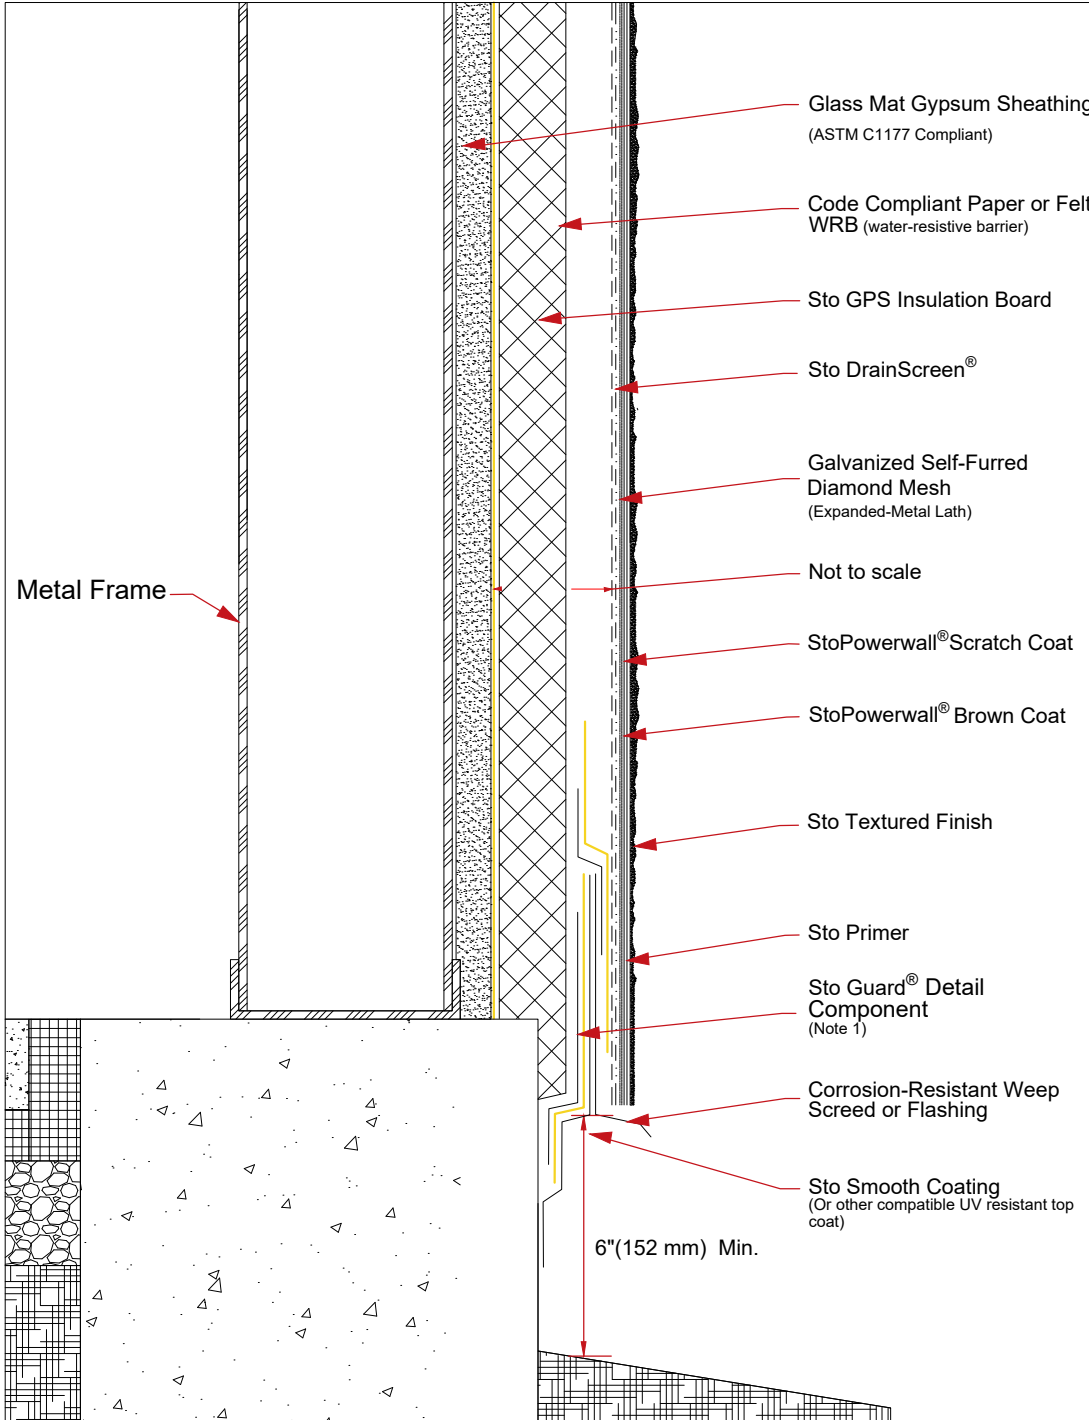 Glass Mat Gypsum Sheathing
(ASTM C1177 Compliant)
Code Compliant Paper or Felt
WRB (water-resistive barrier)
Sto GPS Insulation Board
Sto DrainScreen®
Galvanized Self-Furred
Diamond Mesh
(Expanded-Metal Lath)
Not to scale
Metal Frame
StoPowerwall® Scratch Coat
StoPowerwall® Brown Coat
Sto Textured Finish
Sto Primer
Sto Guard® Detail
Component
(Note 1)
Corrosion-Resistant Weep
Screed or Flashing
Sto Smooth Coating
(Or other compatible UV resistant top
coat)
6"(152 mm) Min.